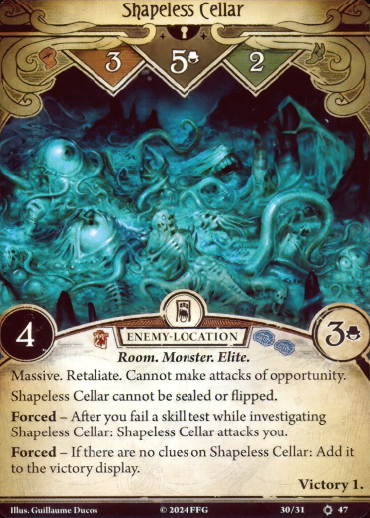 Shapeless Cellar
3 5 2
4 ENEMY-LOCATION 3
Room. Monster. Elite.
Massive. Retaliate. Cannot make attacks of opportunity.
Shapeless Cellar cannot be sealed or flipped.
Forced – After you fail a skill test while investigating
Shapeless Cellar: Shapeless Cellar attacks you.
Forced – If there are no clues on Shapeless Cellar: Add it
to the victory display.
Victory 1.
Illus. Guillaume Ducos © 2024 FFG 30/31 47